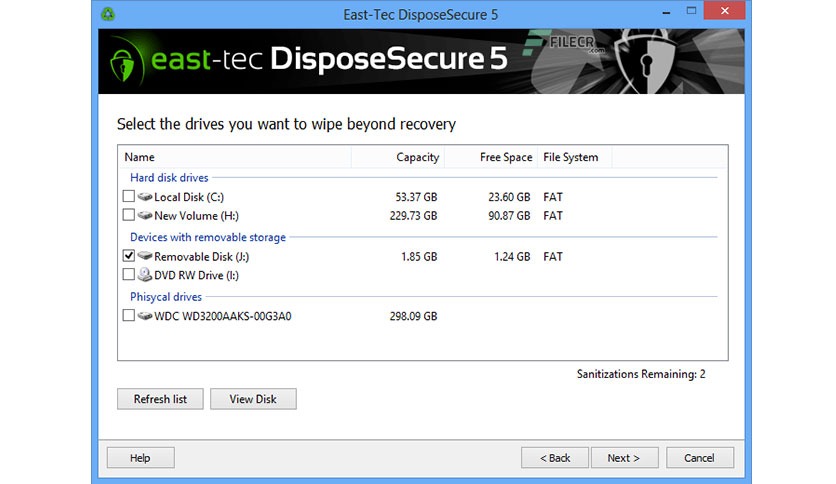 East-Tec DisposeSecure 5
east-tec DisposeSecure 5
FILECR
.com
Select the drives you want to wipe beyond recovery
Name Capacity Free Space File System
Hard disk drives
Local Disk (C:) 53.37 GB 23.60 GB FAT
New Volume (H:) 229.73 GB 90.87 GB FAT
Devices with removable storage
Removable Disk (J:) 1.85 GB 1.24 GB FAT
DVD RW Drive (I:)
Phisycal drives
WDC WD3200AAKS-00G3A0 298.09 GB
Sanitizations Remaining: 2
Refresh list View Disk
Help < Back Next > Cancel